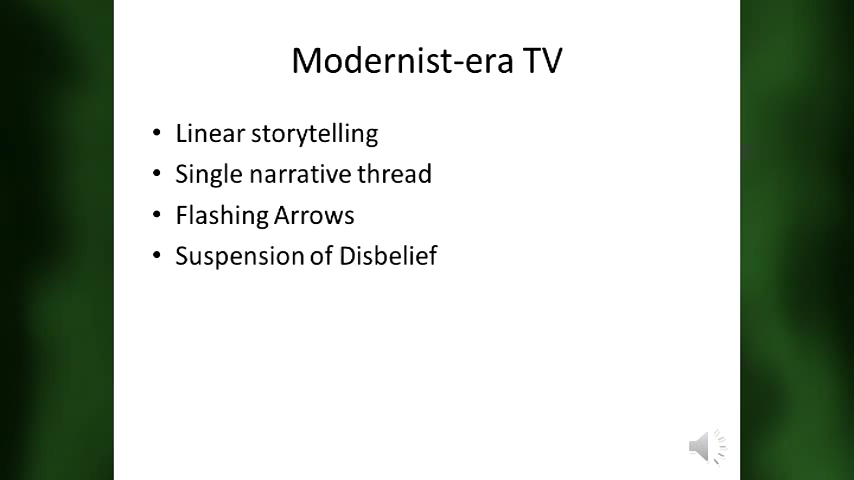 Modernist-era TV
• Linear storytelling
• Single narrative thread
• Flashing Arrows
• Suspension of Disbelief